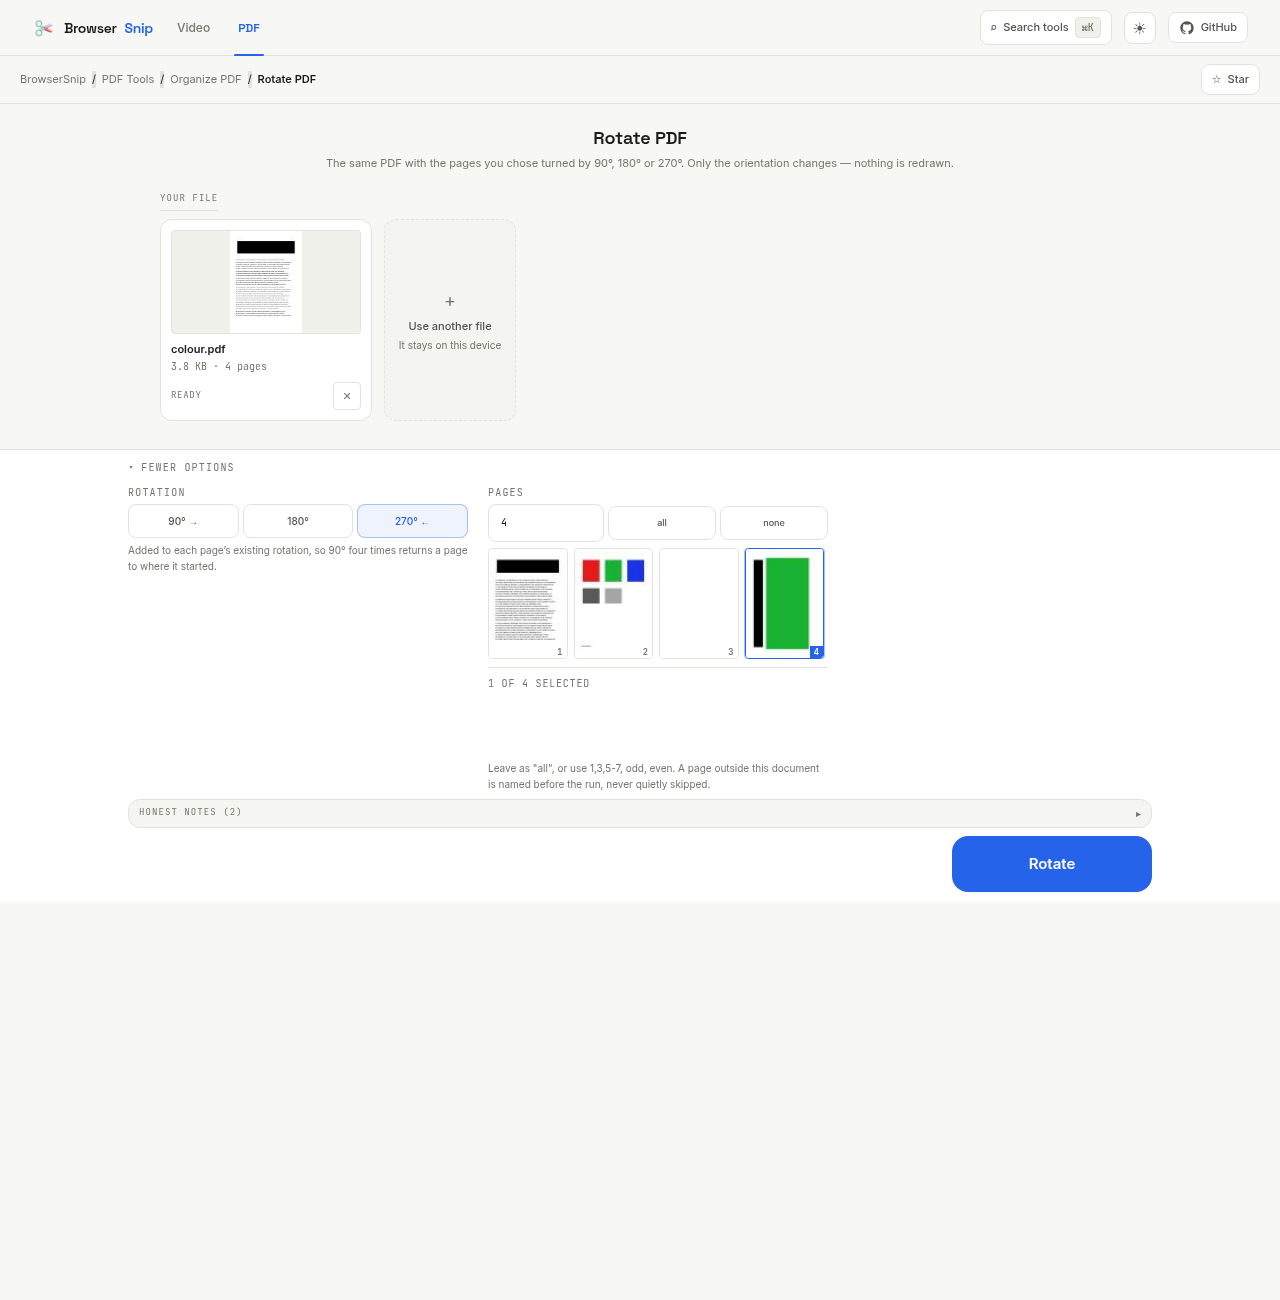 Browser Snip Video PDF Search tools ⌘K GitHub
BrowserSnip / PDF Tools / Organize PDF / Rotate PDF ☆ Star
Rotate PDF
The same PDF with the pages you chose turned by 90°, 180° or 270°. Only the orientation changes — nothing is redrawn.
YOUR FILE
colour.pdf
3.8 KB · 4 pages
READY ×
+
Use another file
It stays on this device
▾ FEWER OPTIONS
ROTATION
90° → 180° 270° ←
Added to each page's existing rotation, so 90° four times returns a page
to where it started.
PAGES
4 all none
1 2 3 4
1 OF 4 SELECTED
Leave as "all", or use 1,3,5-7, odd, even. A page outside this document
is named before the run, never quietly skipped.
HONEST NOTES (2) ▸
Rotate